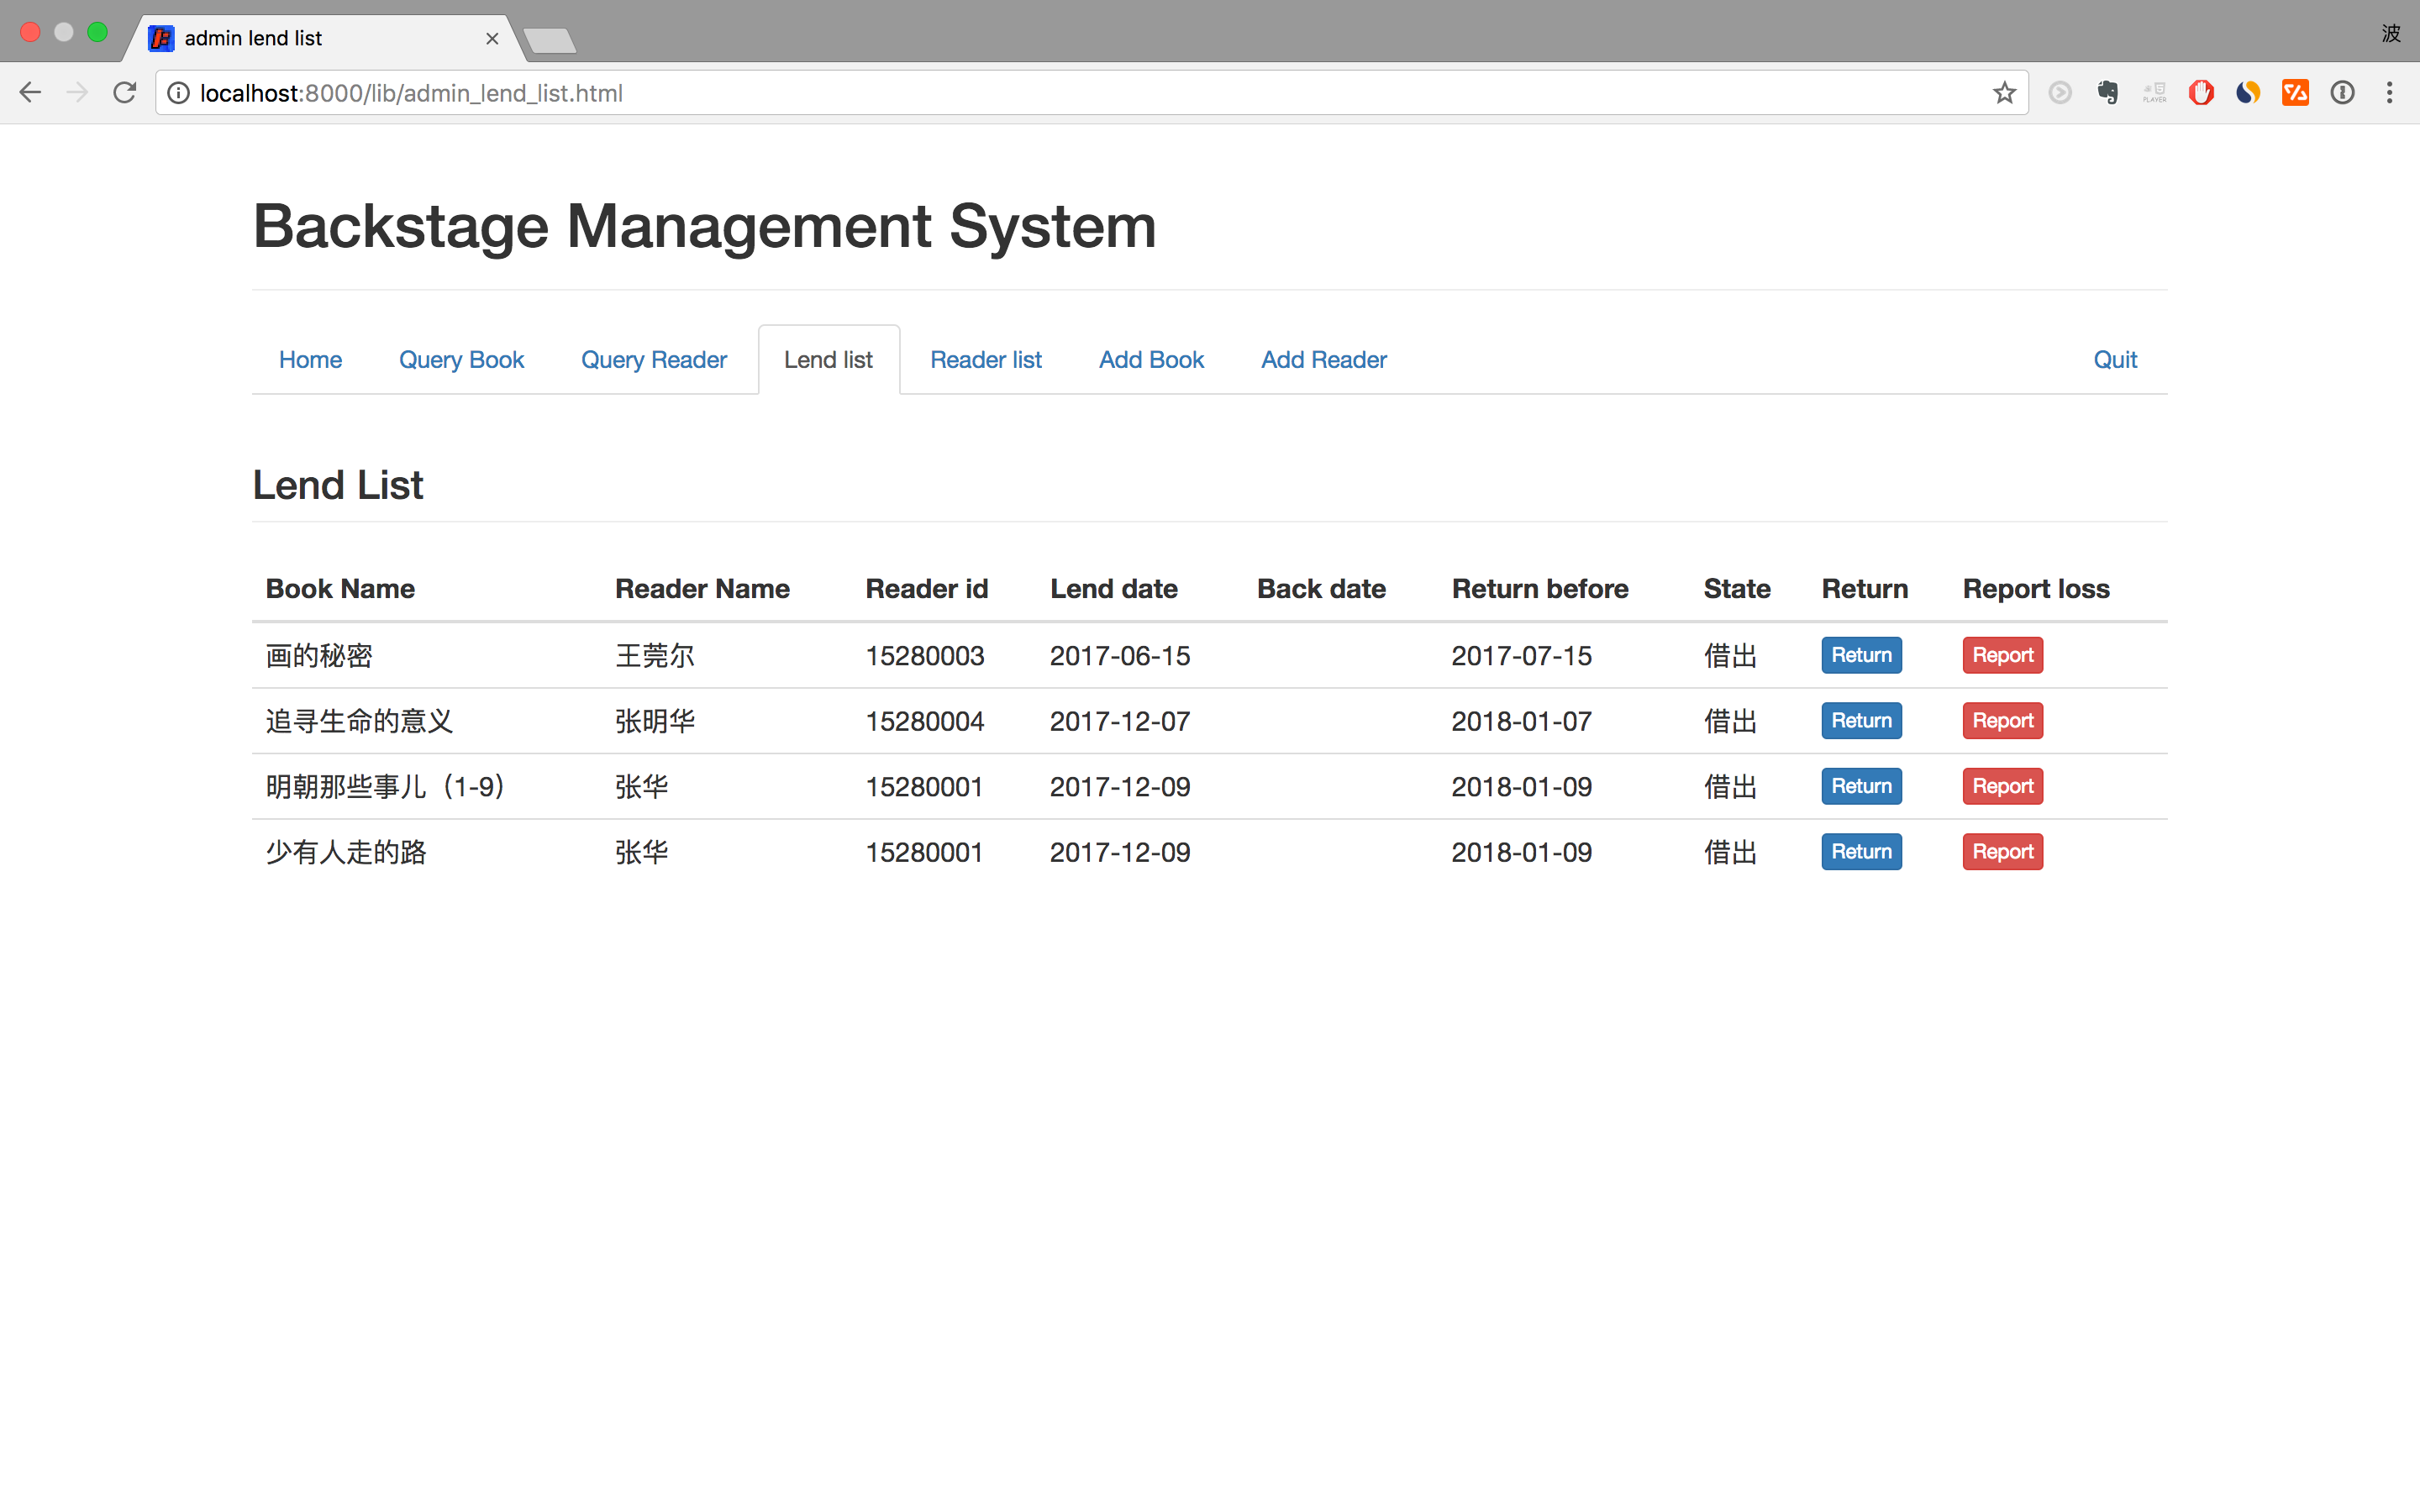 admin lend list
波
localhost:8000/lib/admin_lend_list.html
PLAYER
Backstage Management System
Home Query Book Query Reader Lend list Reader list Add Book Add Reader Quit
Lend List
Book Name Reader Name Reader id Lend date Back date Return before State Return Report loss
画的秘密 王莞尔 15280003 2017-06-15 2017-07-15 借出 Return Report
追寻生命的意义 张明华 15280004 2017-12-07 2018-01-07 借出 Return Report
明朝那些事儿（1-9） 张华 15280001 2017-12-09 2018-01-09 借出 Return Report
少有人走的路 张华 15280001 2017-12-09 2018-01-09 借出 Return Report